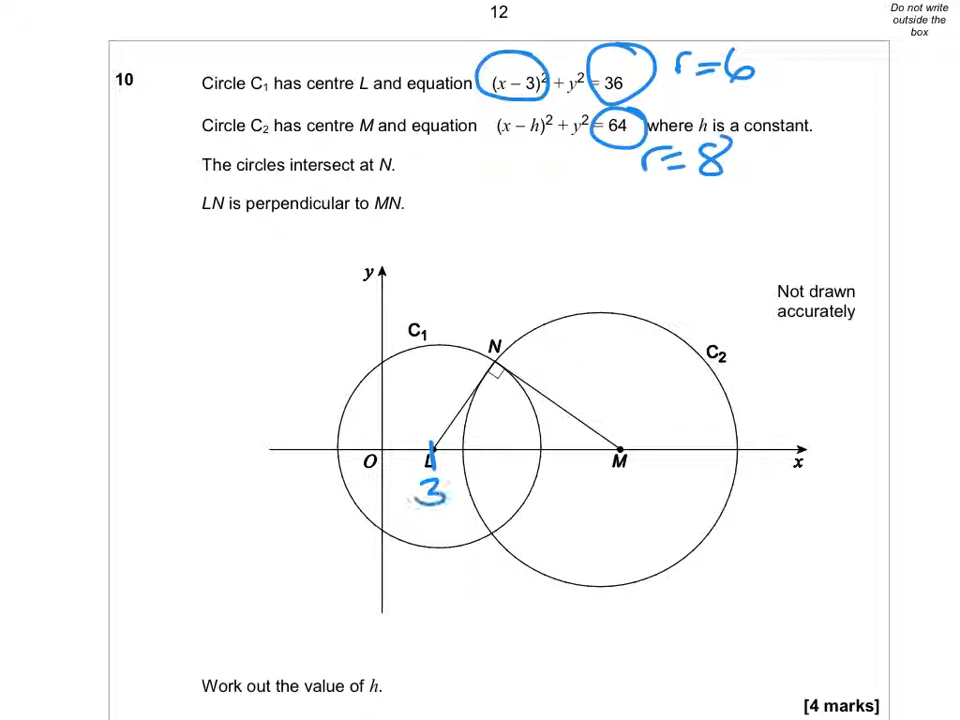 12
Do not write
outside the
box
10
Circle C₁ has centre L and equation (x – 3)² + y² = 36
r=6
Circle C₂ has centre M and equation (x – h)² + y² = 64 where h is a constant.
r=8
The circles intersect at N.
LN is perpendicular to MN.
y
Not drawn
accurately
C₁
N
C₂
O
L
M
x
3
Work out the value of h.
[4 marks]